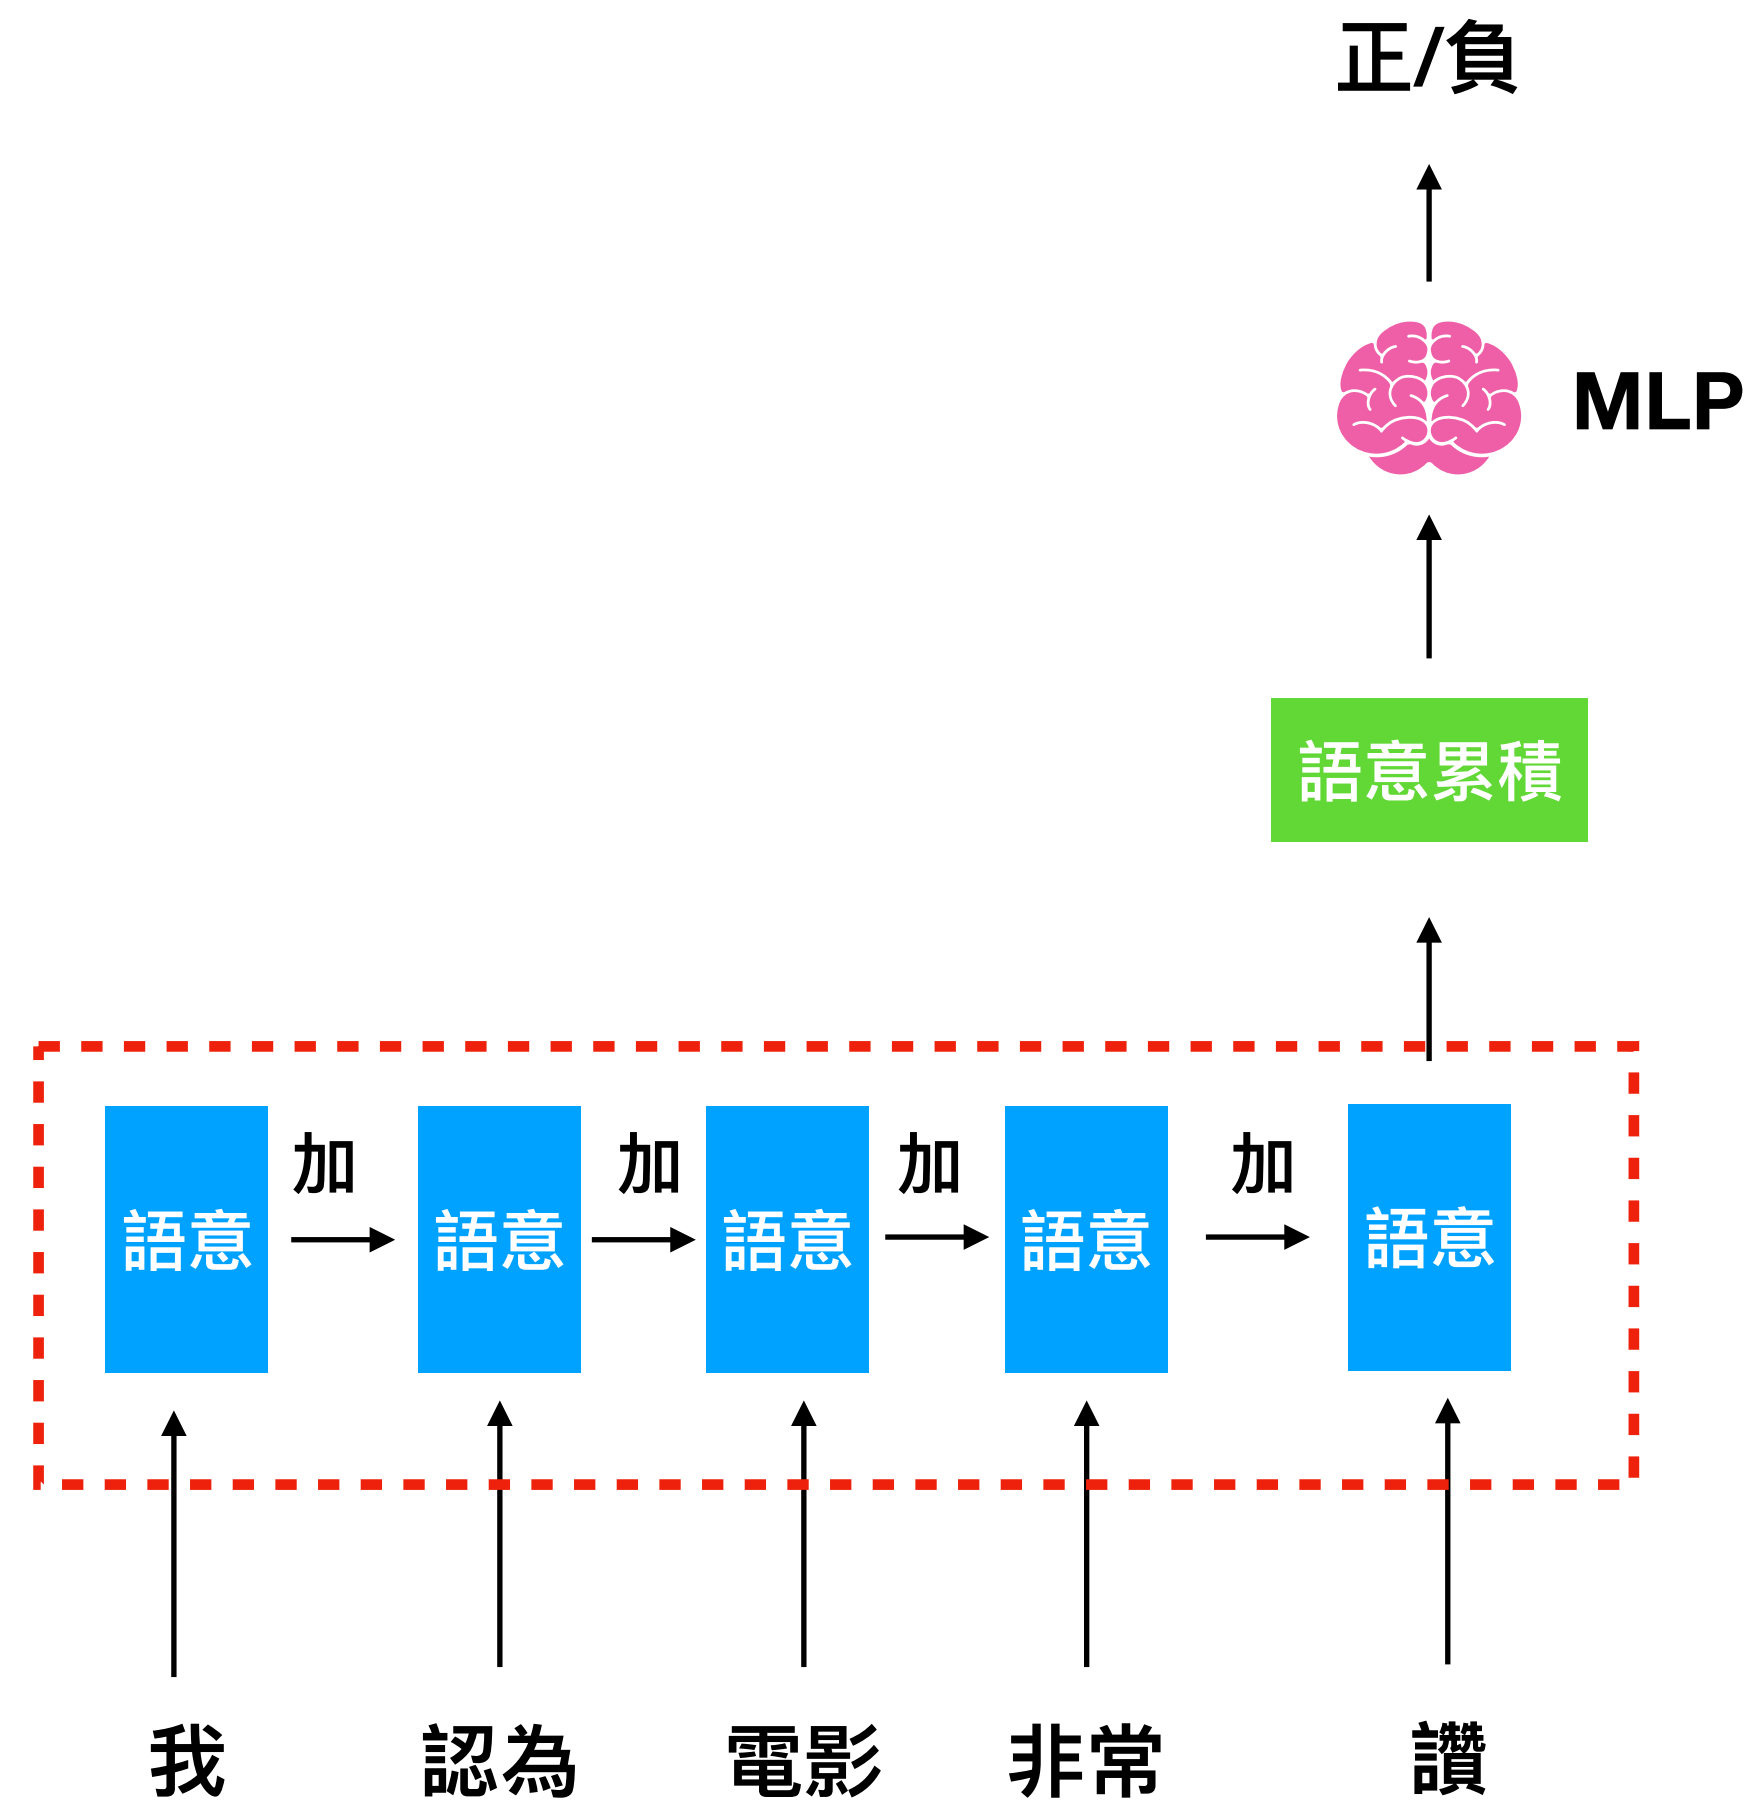 正/負
MLP
語意累積
加 加 加 加
語意 語意 語意 語意 語意
我 認為 電影 非常 讚